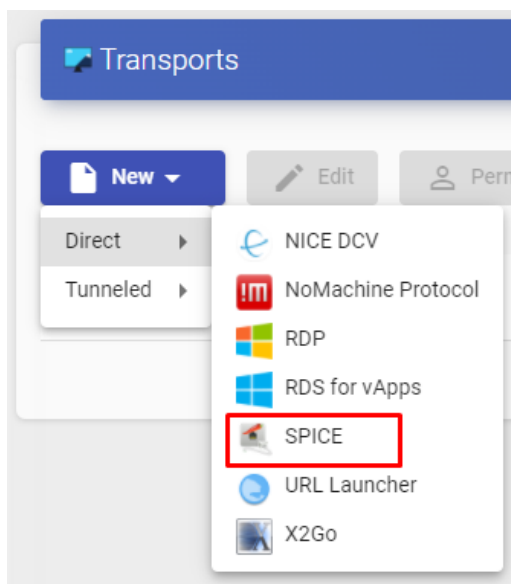 Transports
New
Edit
Direct
Tunneled
NICE DCV
NoMachine Protocol
RDP
RDS for vApps
SPICE
URL Launcher
X2Go